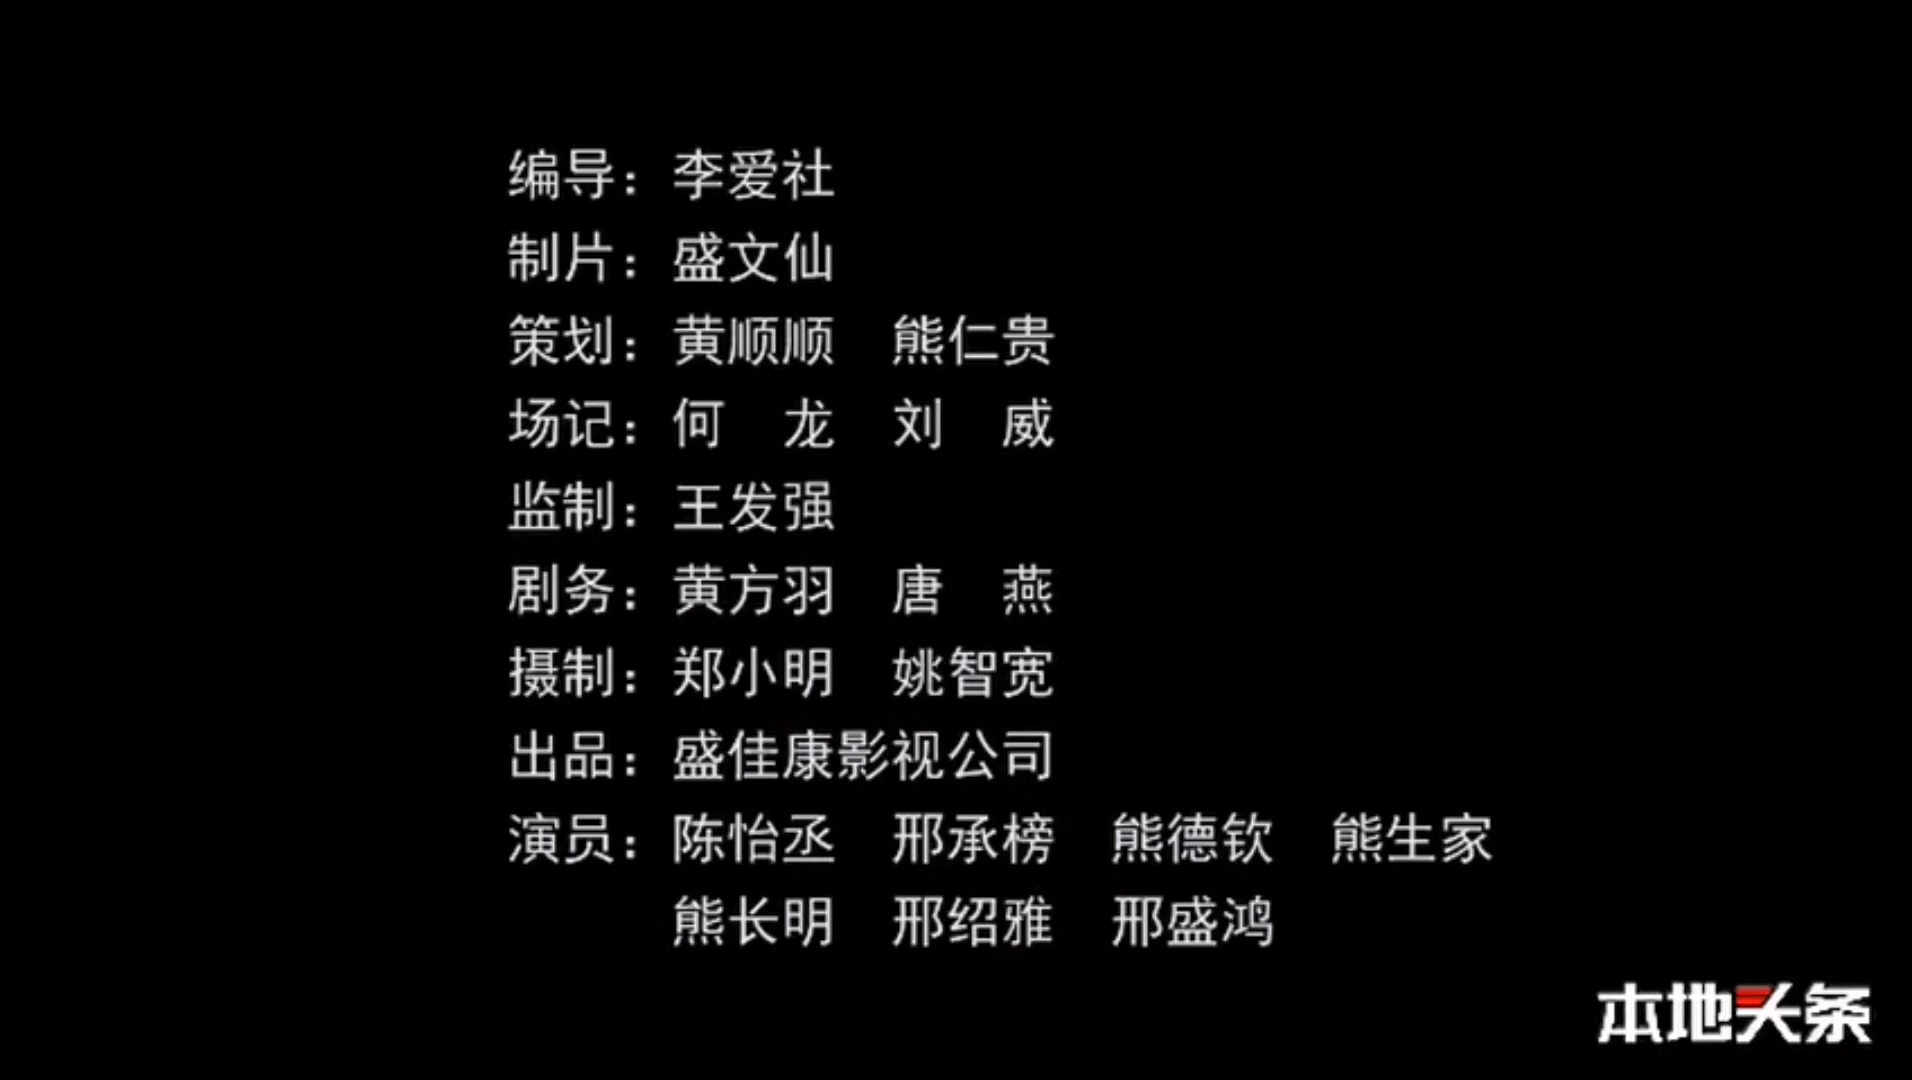 编导：李爱社
制片：盛文仙
策划：黄顺顺　熊仁贵
场记：何　龙　刘　威
监制：王发强
剧务：黄方羽　唐　燕
摄制：郑小明　姚智宽
出品：盛佳康影视公司
演员：陈怡丞　邢承榜　熊德钦　熊生家
熊长明　邢绍雅　邢盛鸿
本地头条